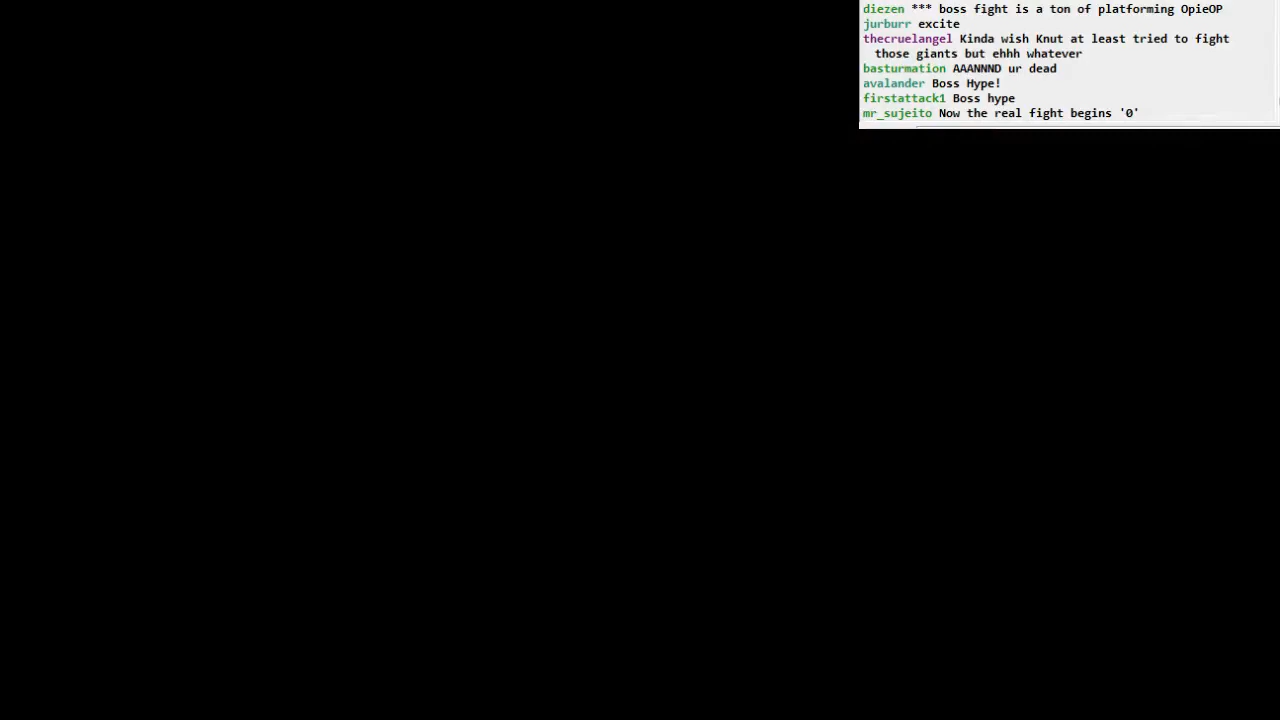 diezen *** boss fight is a ton of platforming OpieOP
jurburr excite
thecruelangel Kinda wish Knut at least tried to fight
those giants but ehhh whatever
basturmation AAANNND ur dead
avalander Boss Hype!
firstattack1 Boss hype
mr_sujeito Now the real fight begins '0'